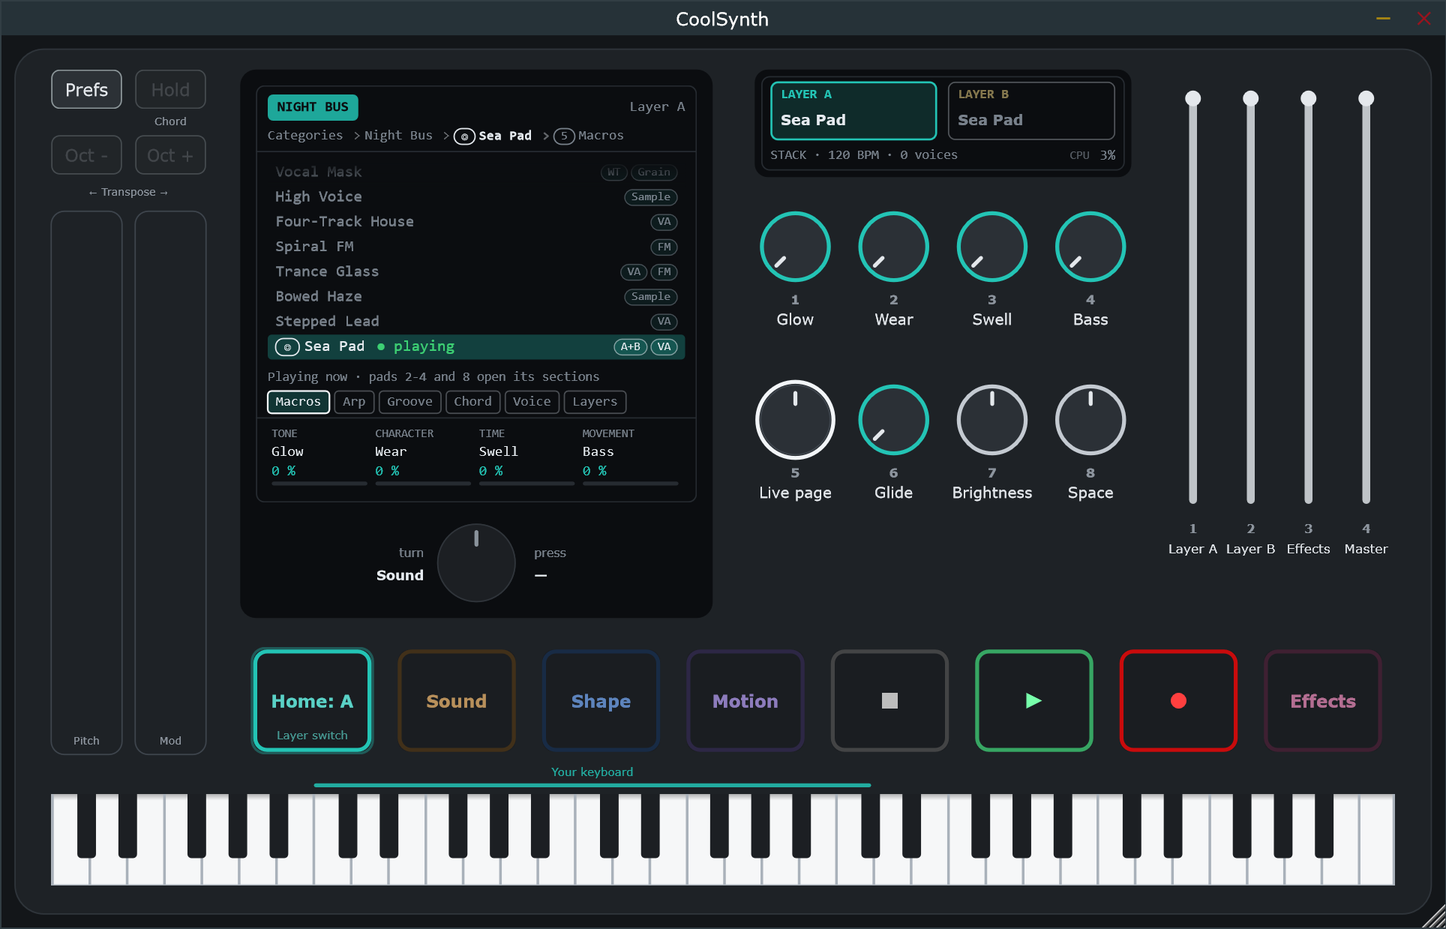 CoolSynth
Prefs
Hold
Chord
Oct -
Oct +
← Transpose →
Pitch
Mod
NIGHT BUS
Layer A
Categories > Night Bus > Sea Pad > 5 Macros
Vocal Mask WT Grain
High Voice Sample
Four-Track House VA
Spiral FM FM
Trance Glass VA FM
Bowed Haze Sample
Stepped Lead VA
Sea Pad ● playing A+B VA
Playing now · pads 2-4 and 8 open its sections
Macros Arp Groove Chord Voice Layers
TONE CHARACTER TIME MOVEMENT
Glow Wear Swell Bass
0 % 0 % 0 % 0 %
turn
Sound
press
—
LAYER A
Sea Pad
LAYER B
Sea Pad
STACK · 120 BPM · 0 voices CPU 3%
1 2 3 4
Glow Wear Swell Bass
5 6 7 8
Live page Glide Brightness Space
1 2 3 4
Layer A Layer B Effects Master
Home: A
Layer switch
Sound
Shape
Motion
Effects
Your keyboard